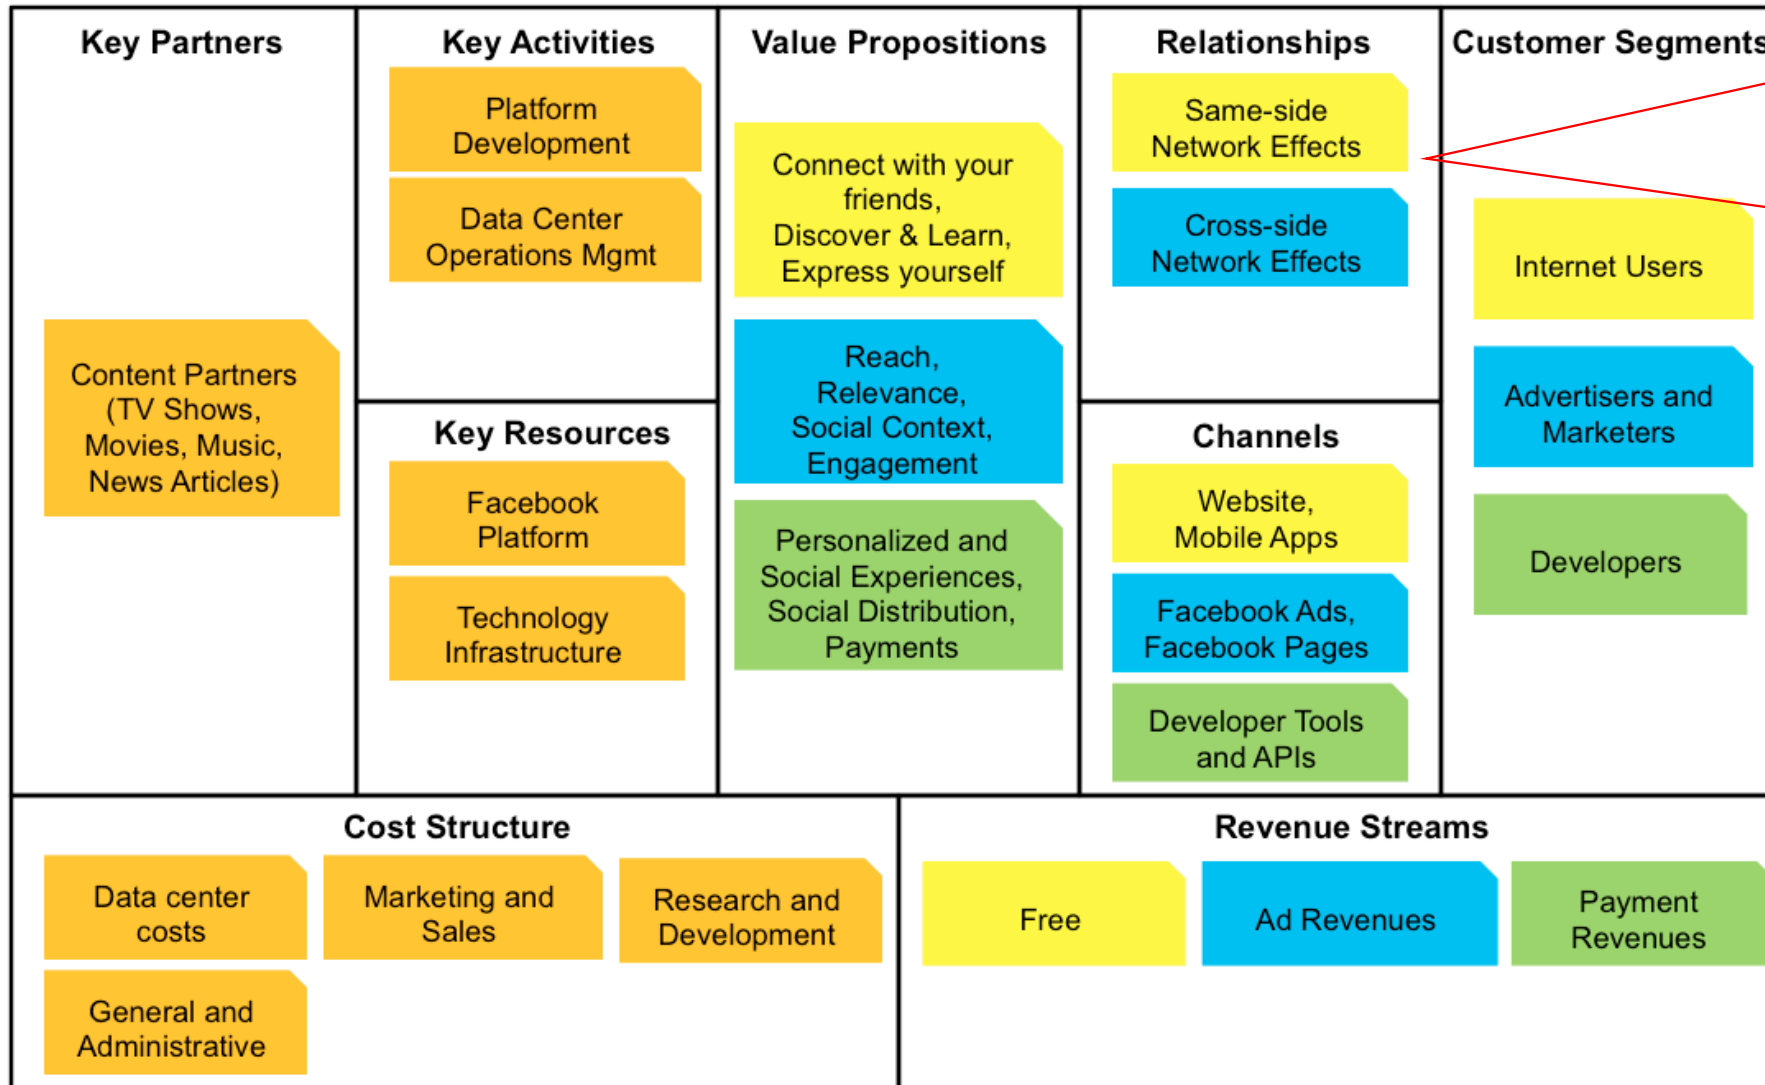 Key Partners
Content Partners
(TV Shows,
Movies, Music,
News Articles)
Key Activities
Platform
Development
Data Center
Operations Mgmt
Key Resources
Facebook
Platform
Technology
Infrastructure
Value Propositions
Connect with your
friends,
Discover & Learn,
Express yourself
Reach,
Relevance,
Social Context,
Engagement
Personalized and
Social Experiences,
Social Distribution,
Payments
Relationships
Same-side
Network Effects
Cross-side
Network Effects
Channels
Website,
Mobile Apps
Facebook Ads,
Facebook Pages
Developer Tools
and APIs
Customer Segments
Internet Users
Advertisers and
Marketers
Developers
Cost Structure
Data center
costs
Marketing and
Sales
Research and
Development
General and
Administrative
Revenue Streams
Free
Ad Revenues
Payment
Revenues